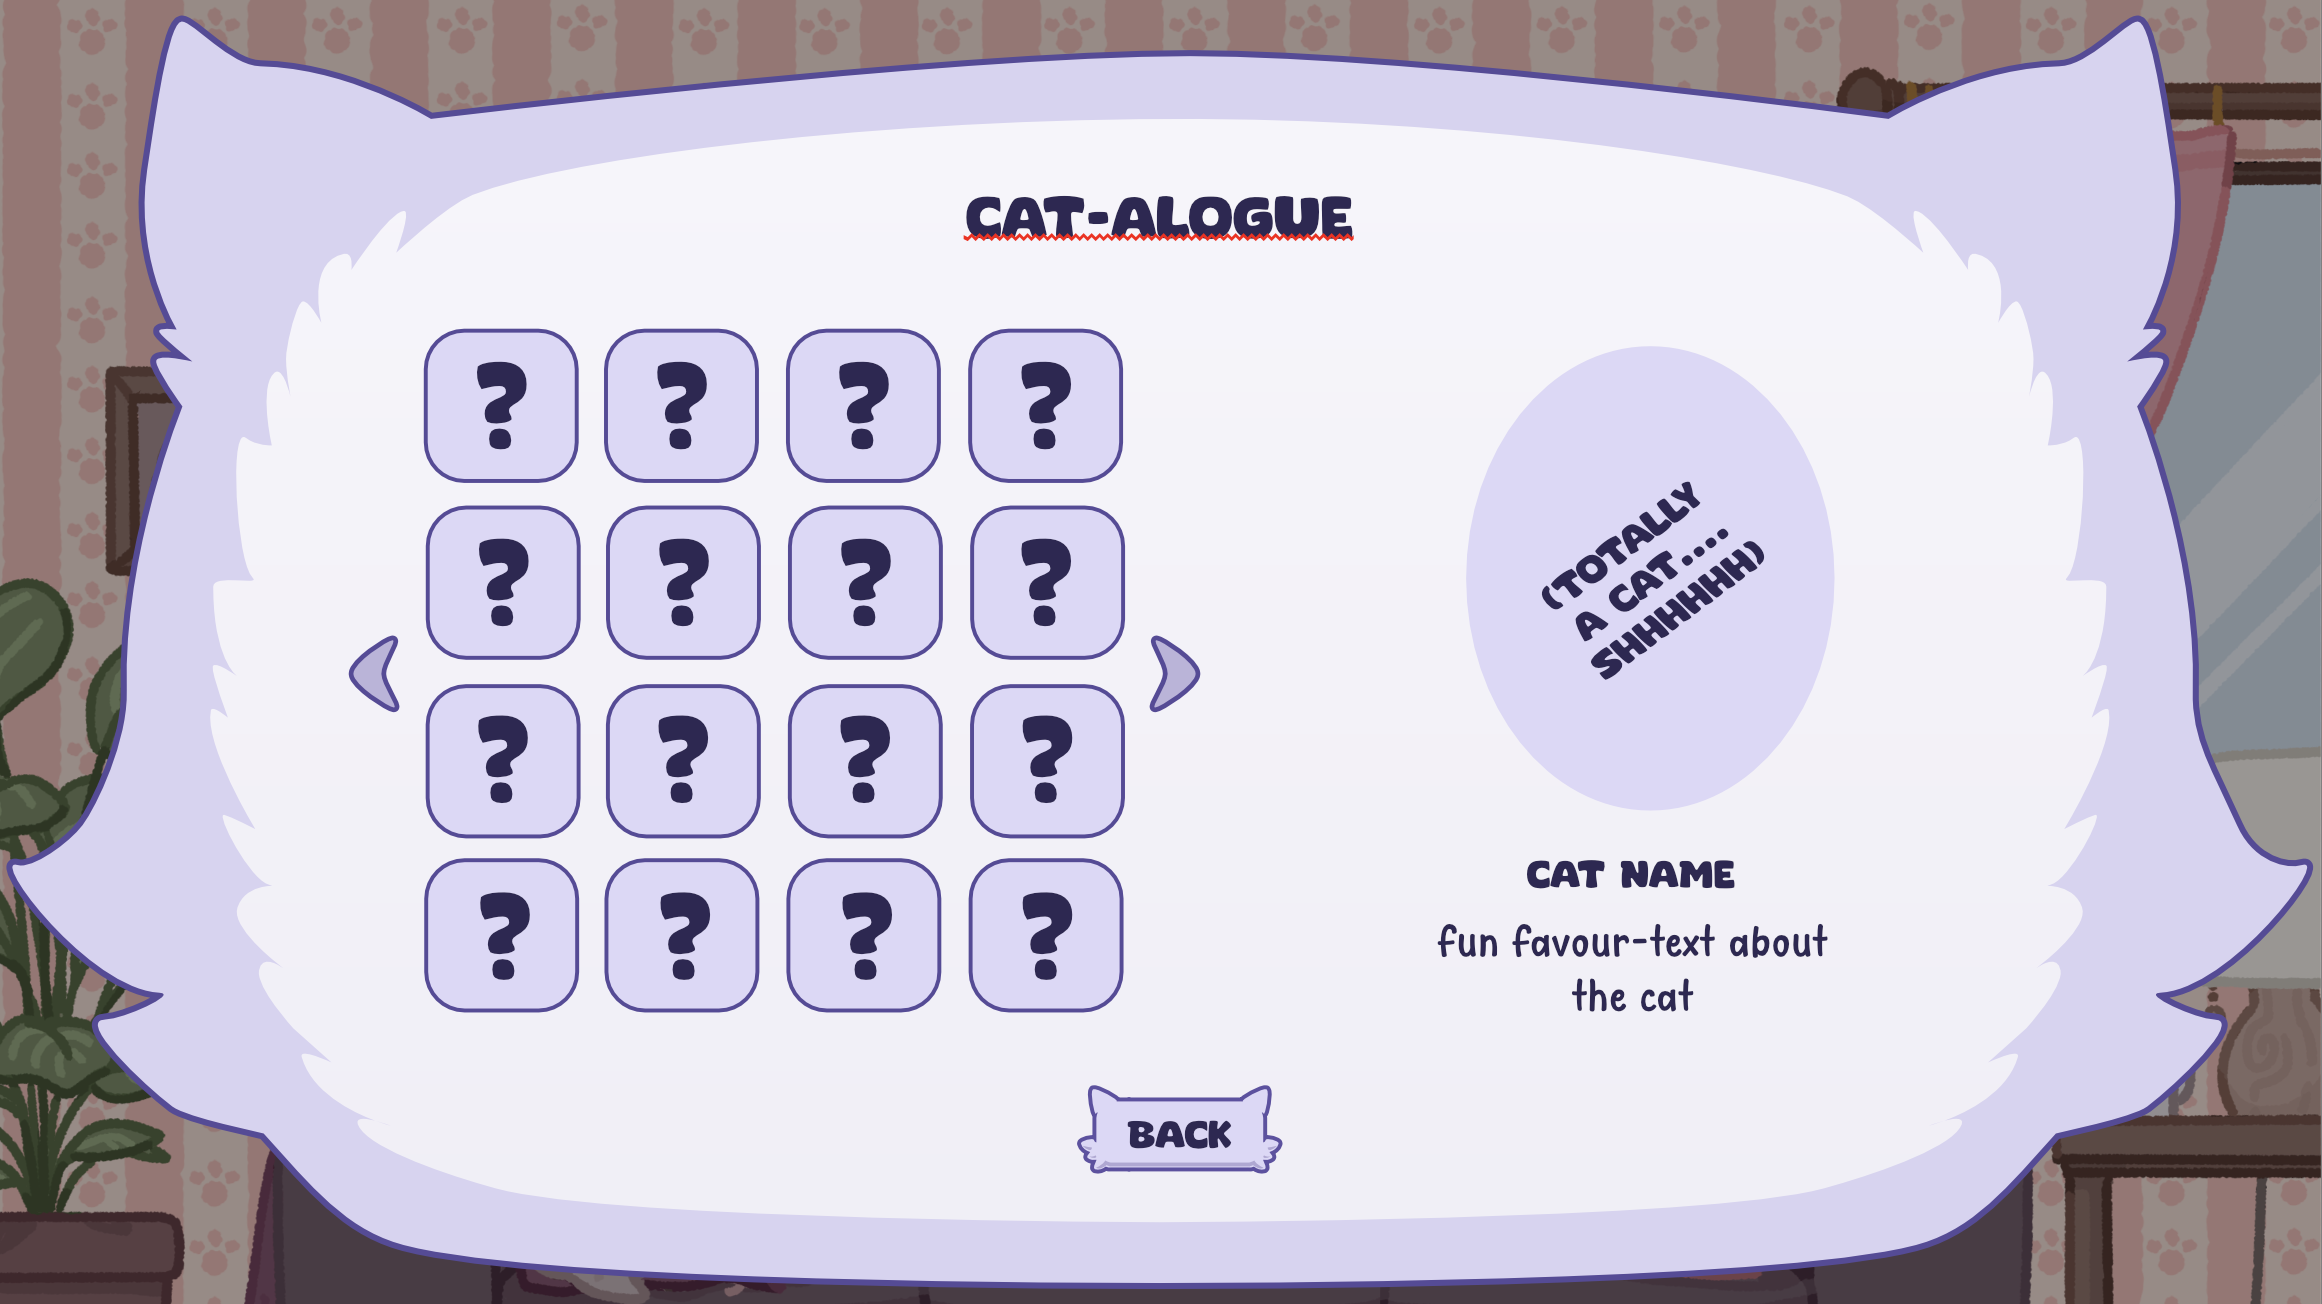 CAT-ALOGUE
? ? ? ?
? ? ? ?
? ? ? ?
? ? ? ?
(TOTALLY
A CAT....
SHHHHHH)
CAT NAME
fun favour-text about
the cat
BACK